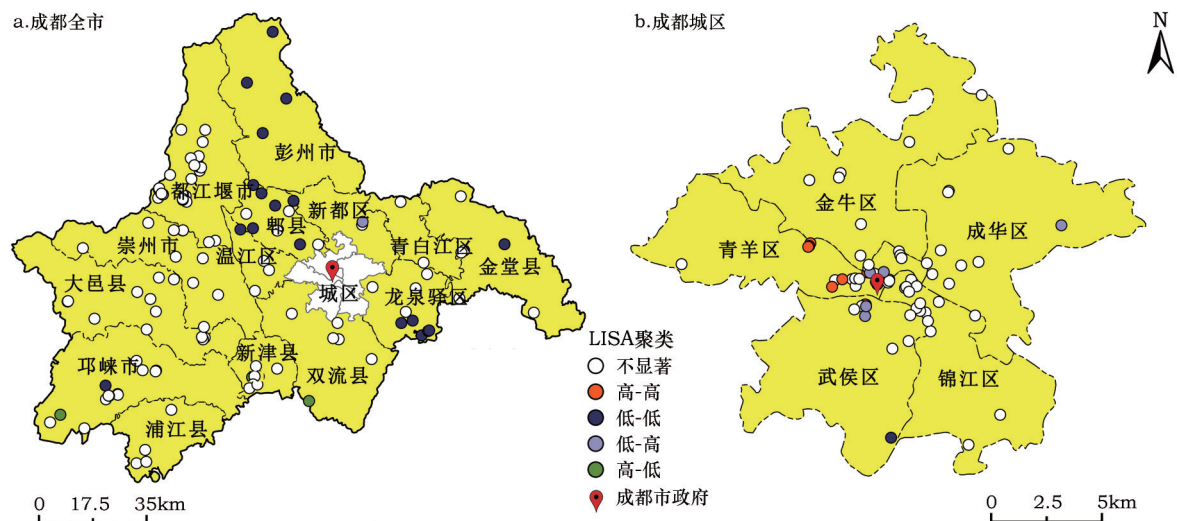 a.成都全市
b.成都城区
N
彭州市
都江堰市
新都区
郫县
青白江区
崇州市
温江区
金堂县
大邑县
城区
龙泉驿区
新津县
邛崃市
双流县
浦江县
0 17.5 35km
金牛区
成华区
青羊区
武侯区
锦江区
LISA聚类
不显著
高-高
低-低
低-高
高-低
成都市政府
0 2.5 5km